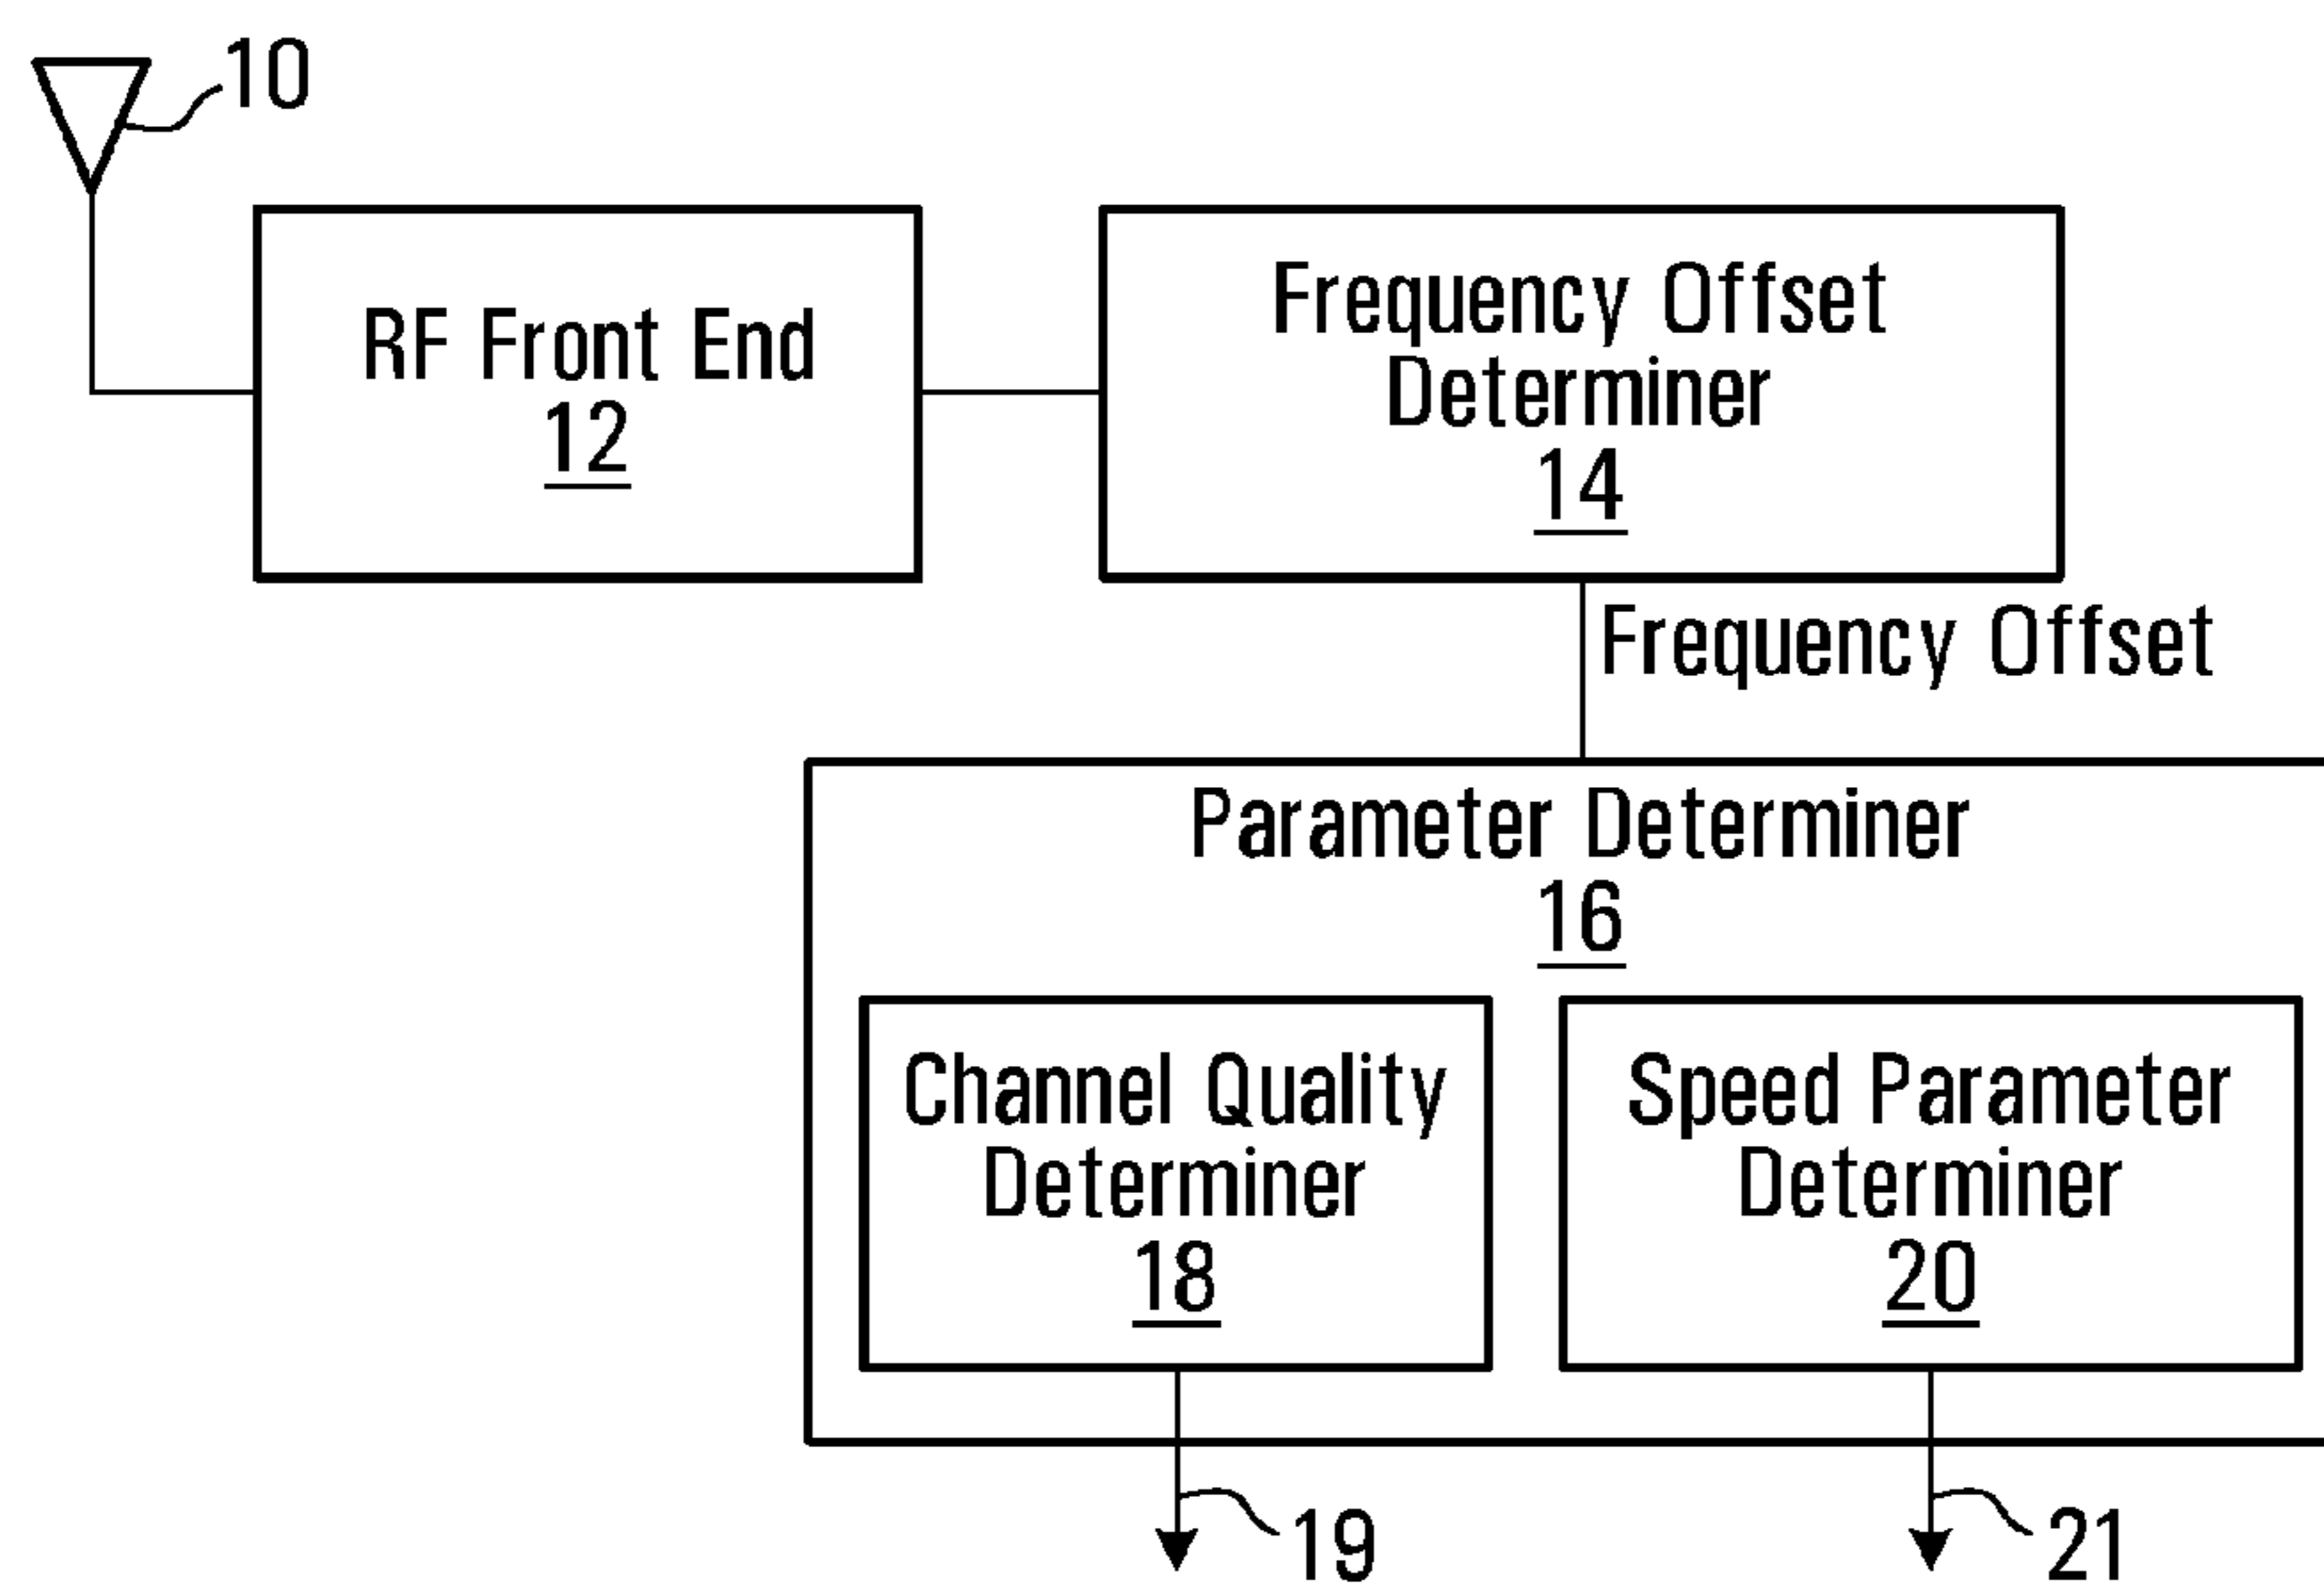 10
RF Front End
12
Frequency Offset
Determiner
14
Frequency Offset
Parameter Determiner
16
Channel Quality
Determiner
18
Speed Parameter
Determiner
20
19
21